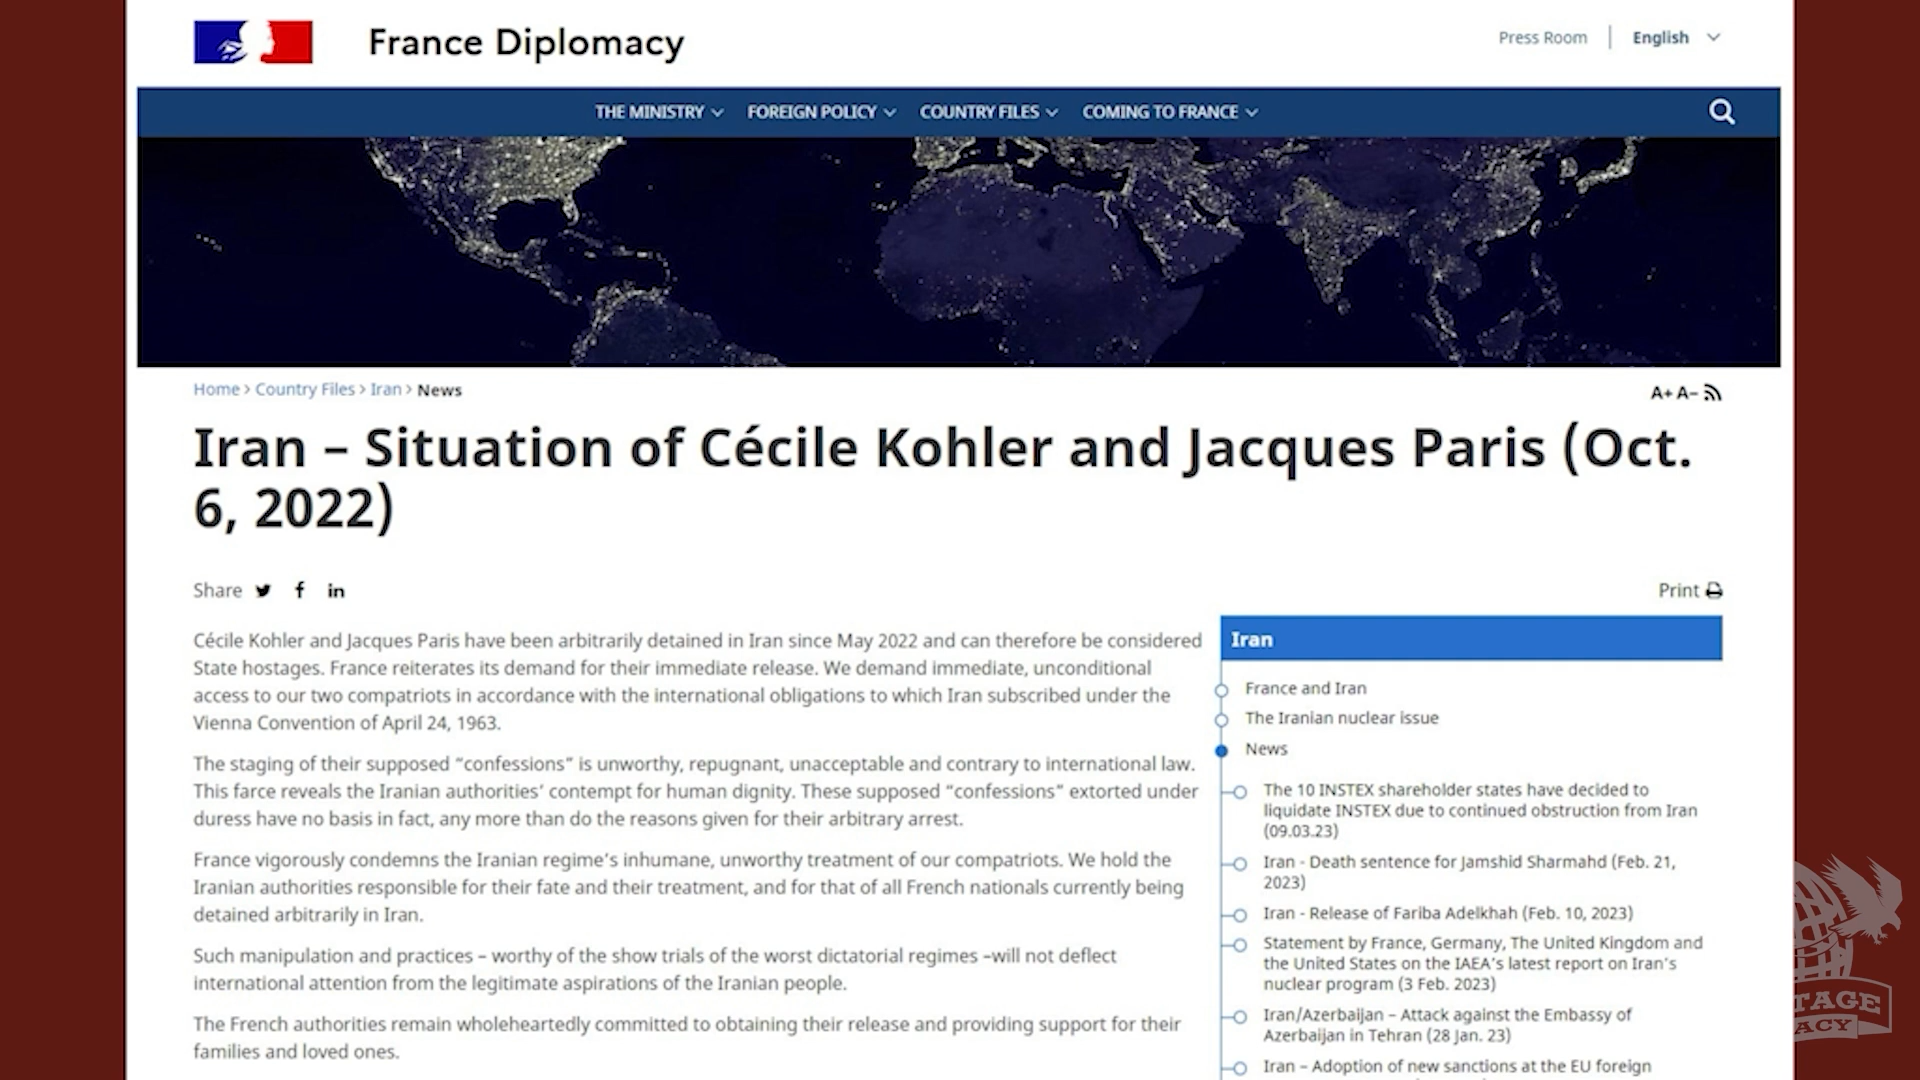 France Diplomacy
Press Room
English
THE MINISTRY
FOREIGN POLICY
COUNTRY FILES
COMING TO FRANCE
Home › Country Files › Iran › News
A+ A-
Iran – Situation of Cécile Kohler and Jacques Paris (Oct.
6, 2022)
Share
Print
Cécile Kohler and Jacques Paris have been arbitrarily detained in Iran since May 2022 and can therefore be considered
State hostages. France reiterates its demand for their immediate release. We demand immediate, unconditional
access to our two compatriots in accordance with the international obligations to which Iran subscribed under the
Vienna Convention of April 24, 1963.
The staging of their supposed “confessions” is unworthy, repugnant, unacceptable and contrary to international law.
This farce reveals the Iranian authorities’ contempt for human dignity. These supposed “confessions” extorted under
duress have no basis in fact, any more than do the reasons given for their arbitrary arrest.
France vigorously condemns the Iranian regime’s inhumane, unworthy treatment of our compatriots. We hold the
Iranian authorities responsible for their fate and their treatment, and for that of all French nationals currently being
detained arbitrarily in Iran.
Such manipulation and practices – worthy of the show trials of the worst dictatorial regimes –will not deflect
international attention from the legitimate aspirations of the Iranian people.
The French authorities remain wholeheartedly committed to obtaining their release and providing support for their
families and loved ones.
Iran
France and Iran
The Iranian nuclear issue
News
The 10 INSTEX shareholder states have decided to
liquidate INSTEX due to continued obstruction from Iran
(09.03.23)
Iran - Death sentence for Jamshid Sharmahd (Feb. 21,
2023)
Iran - Release of Fariba Adelkhah (Feb. 10, 2023)
Statement by France, Germany, The United Kingdom and
the United States on the IAEA’s latest report on Iran’s
nuclear program (3 Feb. 2023)
Iran/Azerbaijan – Attack against the Embassy of
Azerbaijan in Tehran (28 Jan. 23)
Iran – Adoption of new sanctions at the EU foreign
TAGE
ACY